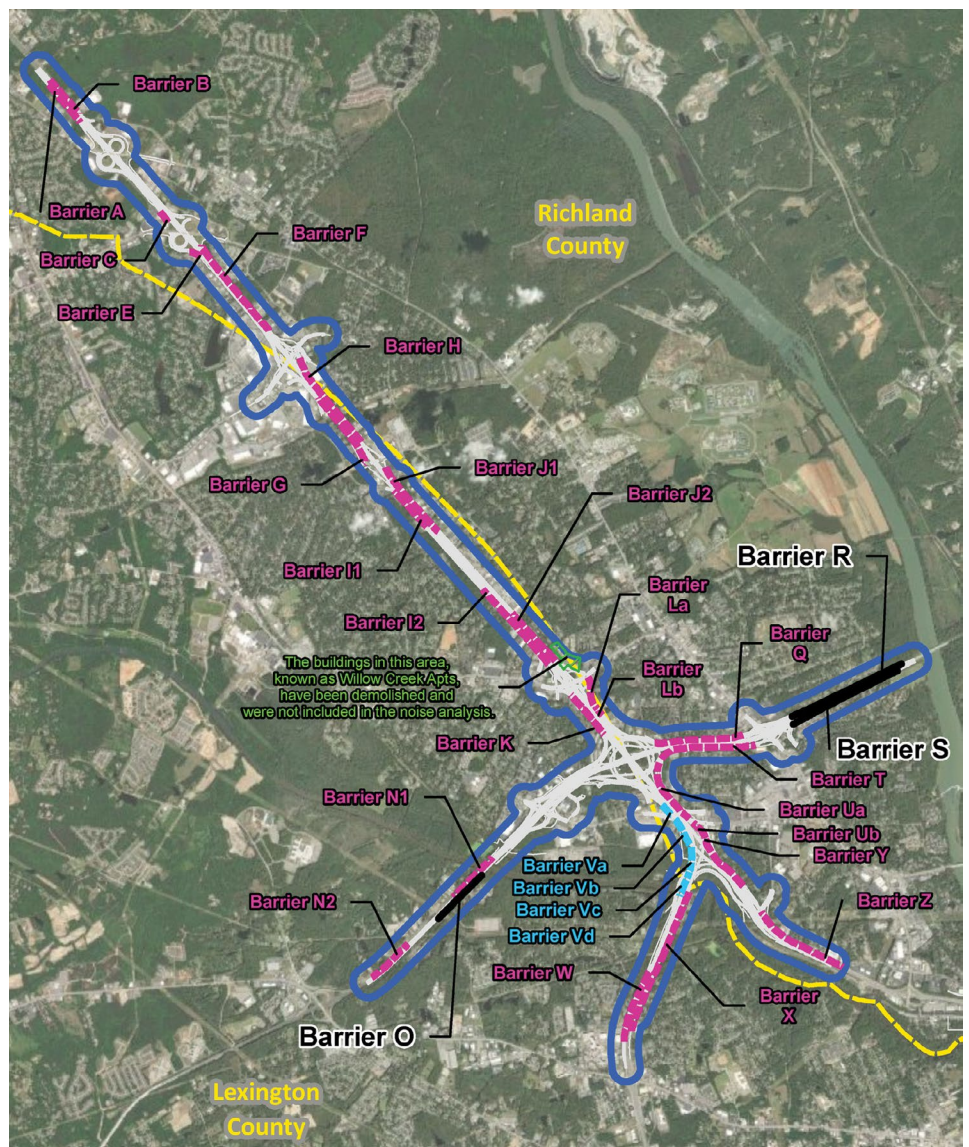 Barrier B
Barrier A
Richland
County
Barrier F
Barrier C
Barrier E
Barrier H
Barrier J1
Barrier G
Barrier J2
Barrier R
Barrier I1
Barrier
La
Barrier I2
Barrier
Q
The buildings in this area,
known as Willow Creek Apts,
have been demolished and
were not included in the noise analysis.
Barrier
Lb
Barrier K
Barrier S
Barrier T
Barrier N1
Barrier Ua
Barrier Ub
Barrier Y
Barrier Va
Barrier Vb
Barrier Vc
Barrier Z
Barrier N2
Barrier Vd
Barrier W
Barrier
X
Barrier O
Lexington
County